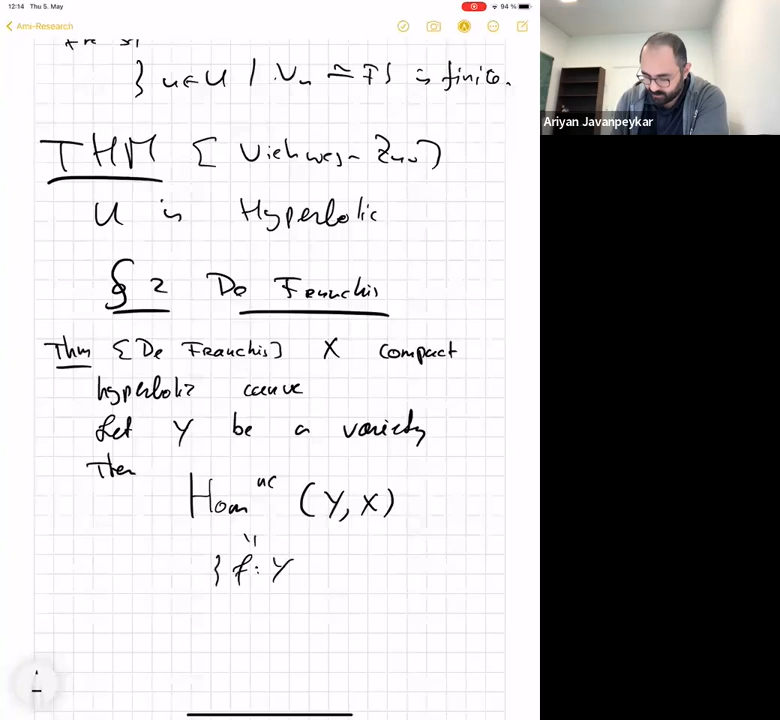 12:14 Thu 5. May
94 %
Ami-Research
} u ∈ U / V_u ≅ F } is finite.
THM [Viehweg-Zuo]
U is Hyperbolic
§ 2 De Franchis
Thm [De Franchis] X compact
hyperbolic curve
Let Y be a variety
Then
Hom^nc (Y, X)
||
} f: Y
Ariyan Javanpeykar